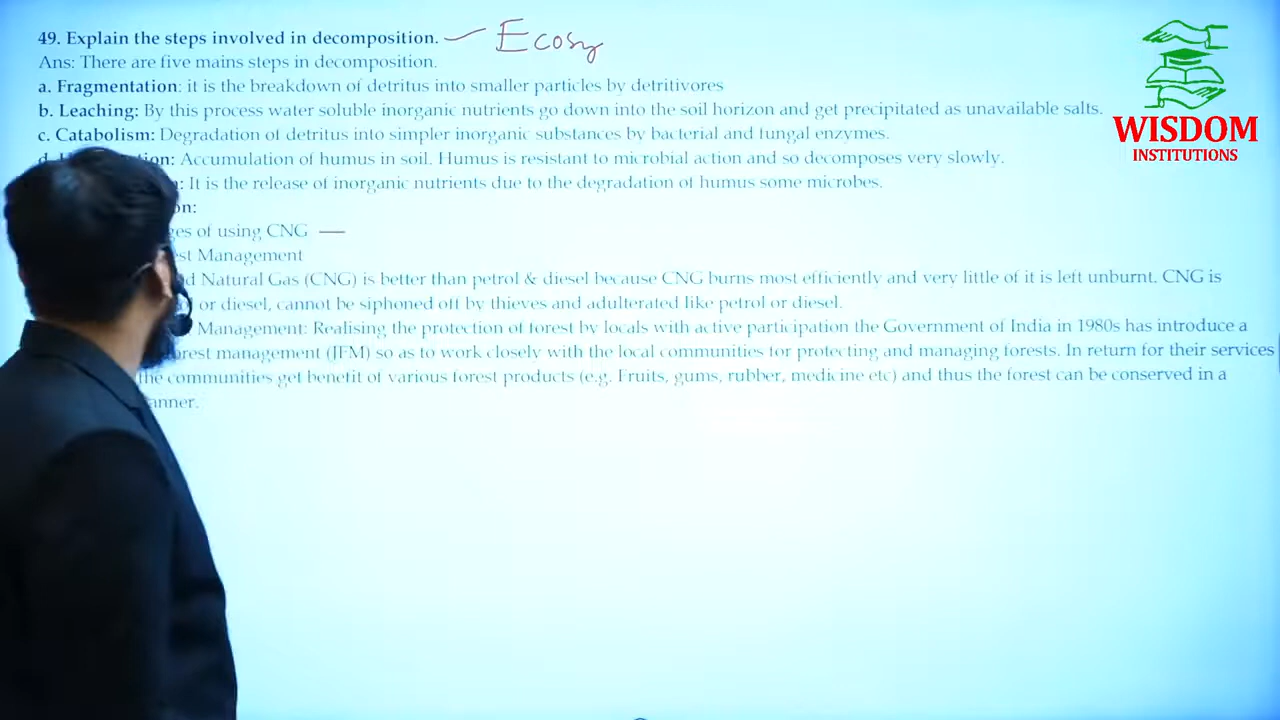 49. Explain the steps involved in decomposition. — Ecosy
Ans: There are five mains steps in decomposition.
a. Fragmentation: it is the breakdown of detritus into smaller particles by detritivores
b. Leaching: By this process water soluble inorganic nutrients go down into the soil horizon and get precipitated as unavailable salts.
c. Catabolism: Degradation of detritus into simpler inorganic substances by bacterial and fungal enzymes.
Accumulation of humus in soil. Humus is resistant to microbial action and so decomposes very slowly.
: It is the release of inorganic nutrients due to the degradation of humus some microbes.
on:
ges of using CNG —
est Management
d Natural Gas (CNG) is better than petrol & diesel because CNG burns most efficiently and very little of it is left unburnt. CNG is
or diesel, cannot be siphoned off by thieves and adulterated like petrol or diesel.
Management: Realising the protection of forest by locals with active participation the Government of India in 1980s has introduce a
rest management (JFM) so as to work closely with the local communities for protecting and managing forests. In return for their services
the communities get benefit of various forest products (e.g. Fruits, gums, rubber, medicine etc) and thus the forest can be conserved in a
anner.
WISDOM
INSTITUTIONS